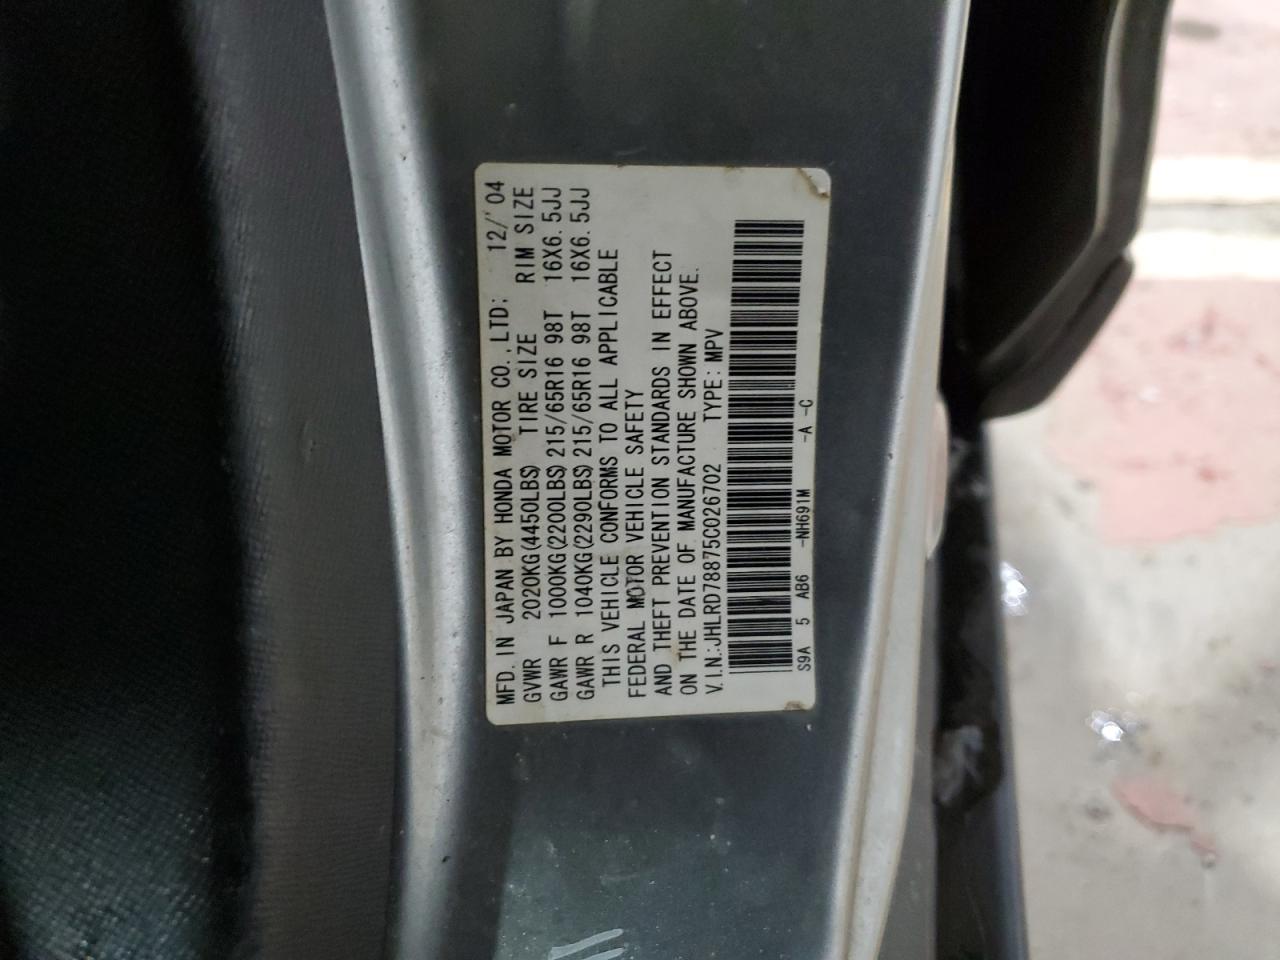 MFD. IN JAPAN BY HONDA MOTOR CO.,LTD: 12/'04
GVWR 2020KG(4450LBS) TIRE SIZE RIM SIZE
GAWR F 1000KG(2200LBS)215/65R16 98T 16X6.5JJ
GAWR R 1040KG(2290LBS)215/65R16 98T 16X6.5JJ
THIS VEHICLE CONFORMS TO ALL APPLICABLE
FEDERAL MOTOR VEHICLE SAFETY
AND THEFT PREVENTION STANDARDS IN EFFECT
ON THE DATE OF MANUFACTURE SHOWN ABOVE.
V.I.N.:JHLRD78875C026702 TYPE:MPV
S9A 5 AB6 -NH691M -A -C